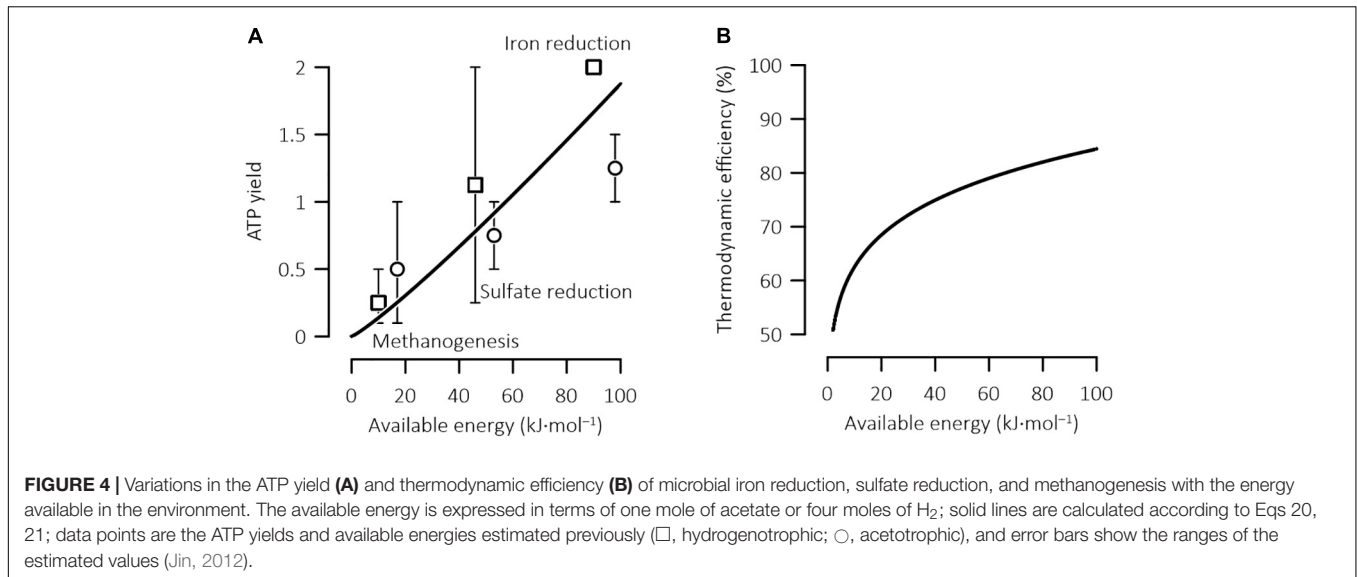 A
Iron reduction
2
1.5
1
0.5
0
ATP yield
Sulfate reduction
Methanogenesis
0 20 40 60 80 100
Available energy (kJ·mol⁻¹)
B
100
90
80
70
60
50
Thermodynamic efficiency (%)
0 20 40 60 80 100
Available energy (kJ·mol⁻¹)
FIGURE 4 | Variations in the ATP yield (A) and thermodynamic efficiency (B) of microbial iron reduction, sulfate reduction, and methanogenesis with the energy
available in the environment. The available energy is expressed in terms of one mole of acetate or four moles of H₂; solid lines are calculated according to Eqs 20,
21; data points are the ATP yields and available energies estimated previously (□, hydrogenotrophic; ○, acetotrophic), and error bars show the ranges of the
estimated values (Jin, 2012).